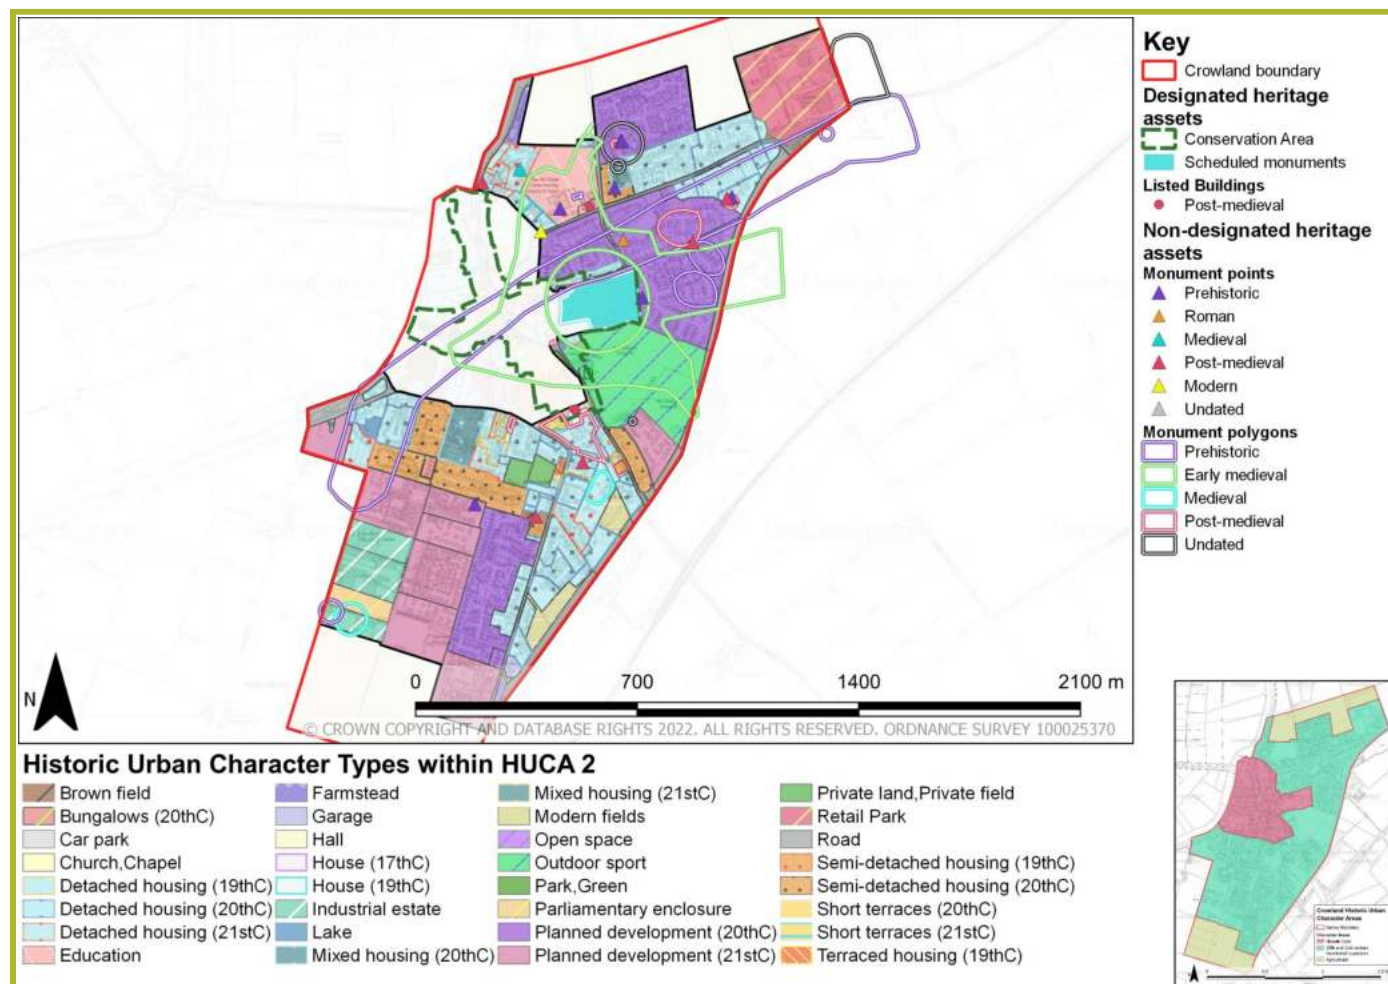 Key
Crowland boundary
Designated heritage
assets
Conservation Area
Scheduled monuments
Listed Buildings
Post-medieval
Non-designated heritage
assets
Monument points
Prehistoric
Roman
Medieval
Post-medieval
Modern
Undated
Monument polygons
Prehistoric
Early medieval
Medieval
Post-medieval
Undated
N
0 700 1400 2100 m
© CROWN COPYRIGHT AND DATABASE RIGHTS 2022. ALL RIGHTS RESERVED. ORDNANCE SURVEY 100025370
Historic Urban Character Types within HUCA 2
Brown field
Bungalows (20thC)
Car park
Church,Chapel
Detached housing (19thC)
Detached housing (20thC)
Detached housing (21stC)
Education
Farmstead
Garage
Hall
House (17thC)
House (19thC)
Industrial estate
Lake
Mixed housing (20thC)
Mixed housing (21stC)
Modern fields
Open space
Outdoor sport
Park,Green
Parliamentary enclosure
Planned development (20thC)
Planned development (21stC)
Private land,Private field
Retail Park
Road
Semi-detached housing (19thC)
Semi-detached housing (20thC)
Short terraces (20thC)
Short terraces (21stC)
Terraced housing (19thC)
Crowland Historic Urban
Character Areas